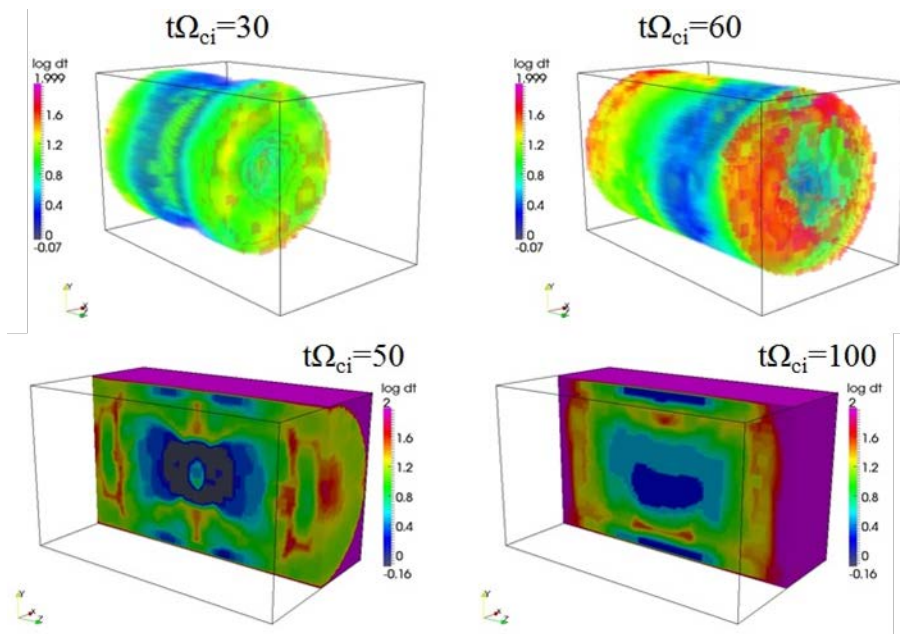 tΩci=30
log dt
1.999
1.6
1.2
0.8
0.4
0
-0.07
Y
X
Z
tΩci=60
log dt
1.999
1.6
1.2
0.8
0.4
0
-0.07
Y
X
Z
tΩci=50
log dt
2
1.6
1.2
0.8
0.4
0
-0.16
Y
X
Z
tΩci=100
log dt
2
1.6
1.2
0.8
0.4
0
-0.16
Y
X
Z